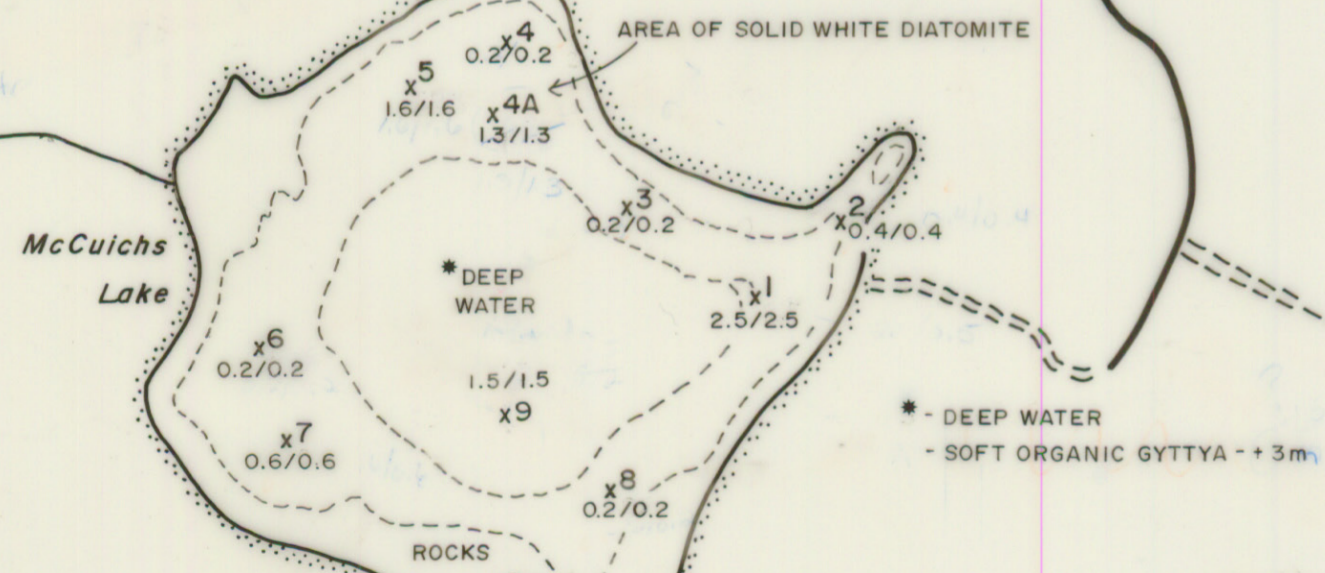 AREA OF SOLID WHITE DIATOMITE
x4
0.2/0.2
x5
1.6/1.6
x4A
1.3/1.3
x3
0.2/0.2
x2
0.4/0.4
McCuichs
Lake
* DEEP
WATER
x1
2.5/2.5
x6
0.2/0.2
1.5/1.5
x9
* - DEEP WATER
- SOFT ORGANIC GYTTYA - + 3m
x7
0.6/0.6
x8
0.2/0.2
ROCKS